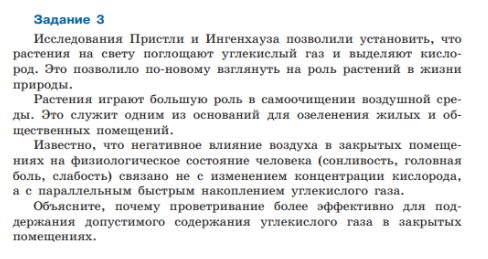 Задание 3
Исследования Пристли и Ингенхауза позволили установить, что
растения на свету поглощают углекислый газ и выделяют кисло-
род. Это позволило по-новому взглянуть на роль растений в жизни
природы.
Растения играют большую роль в самоочищении воздушной сре-
ды. Это служит одним из оснований для озеленения жилых и об-
щественных помещений.
Известно, что негативное влияние воздуха в закрытых помеще-
ниях на физиологическое состояние человека (сонливость, головная
боль, слабость) связано не с изменением концентрации кислорода,
а с параллельным быстрым накоплением углекислого газа.
Объясните, почему проветривание более эффективно для под-
держания допустимого содержания углекислого газа в закрытых
помещениях.